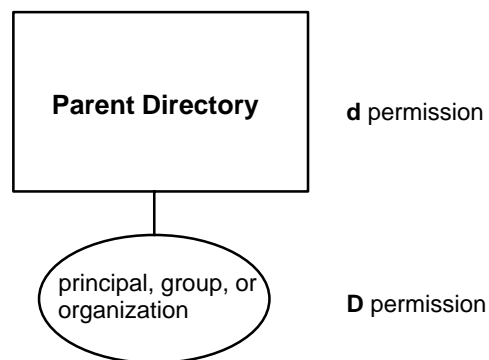 Parent Directory
d permission
principal, group, or
organization
D permission